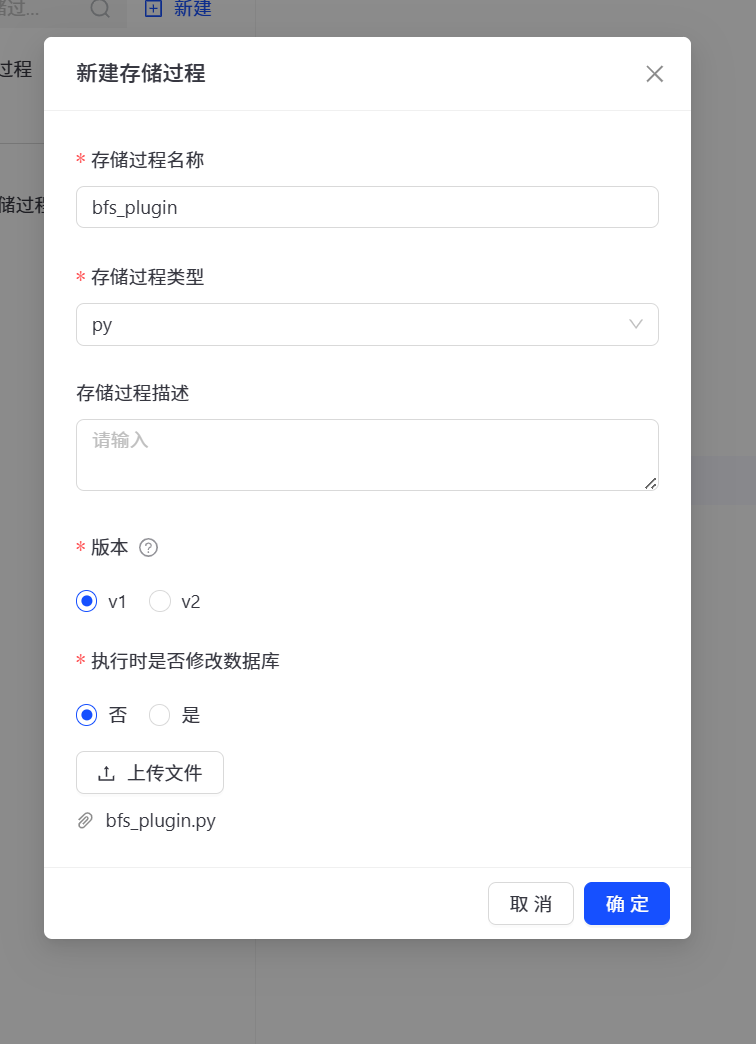 诸过...
新建
过程
新建存储过程
* 存储过程名称
bfs_plugin
* 存储过程类型
py
储过程
存储过程描述
请输入
* 版本 ?
v1 v2
* 执行时是否修改数据库
否 是
上传文件
bfs_plugin.py
取 消 确 定